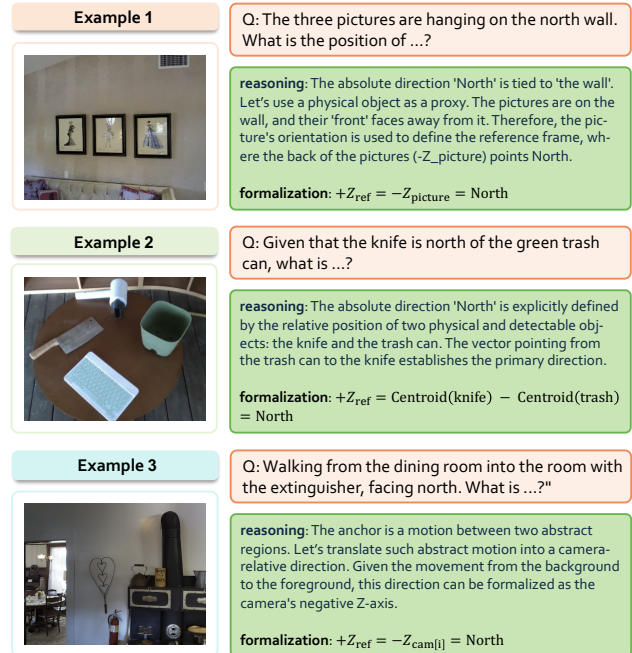 Example 1
Q: The three pictures are hanging on the north wall.
What is the position of ...?
reasoning: The absolute direction 'North' is tied to 'the wall'.
Let's use a physical object as a proxy. The pictures are on the
wall, and their 'front' faces away from it. Therefore, the pic-
ture's orientation is used to define the reference frame, wh-
ere the back of the pictures (-Z_picture) points North.
formalization: +Z_ref = −Z_picture = North
Example 2
Q: Given that the knife is north of the green trash
can, what is ...?
reasoning: The absolute direction 'North' is explicitly defined
by the relative position of two physical and detectable obj-
ects: the knife and the trash can. The vector pointing from
the trash can to the knife establishes the primary direction.
formalization: +Z_ref = Centroid(knife) − Centroid(trash)
= North
Example 3
Q: Walking from the dining room into the room with
the extinguisher, facing north. What is ...?"
reasoning: The anchor is a motion between two abstract
regions. Let's translate such abstract motion into a camera-
relative direction. Given the movement from the background
to the foreground, this direction can be formalized as the
camera's negative Z-axis.
formalization: +Z_ref = −Z_cam[i] = North